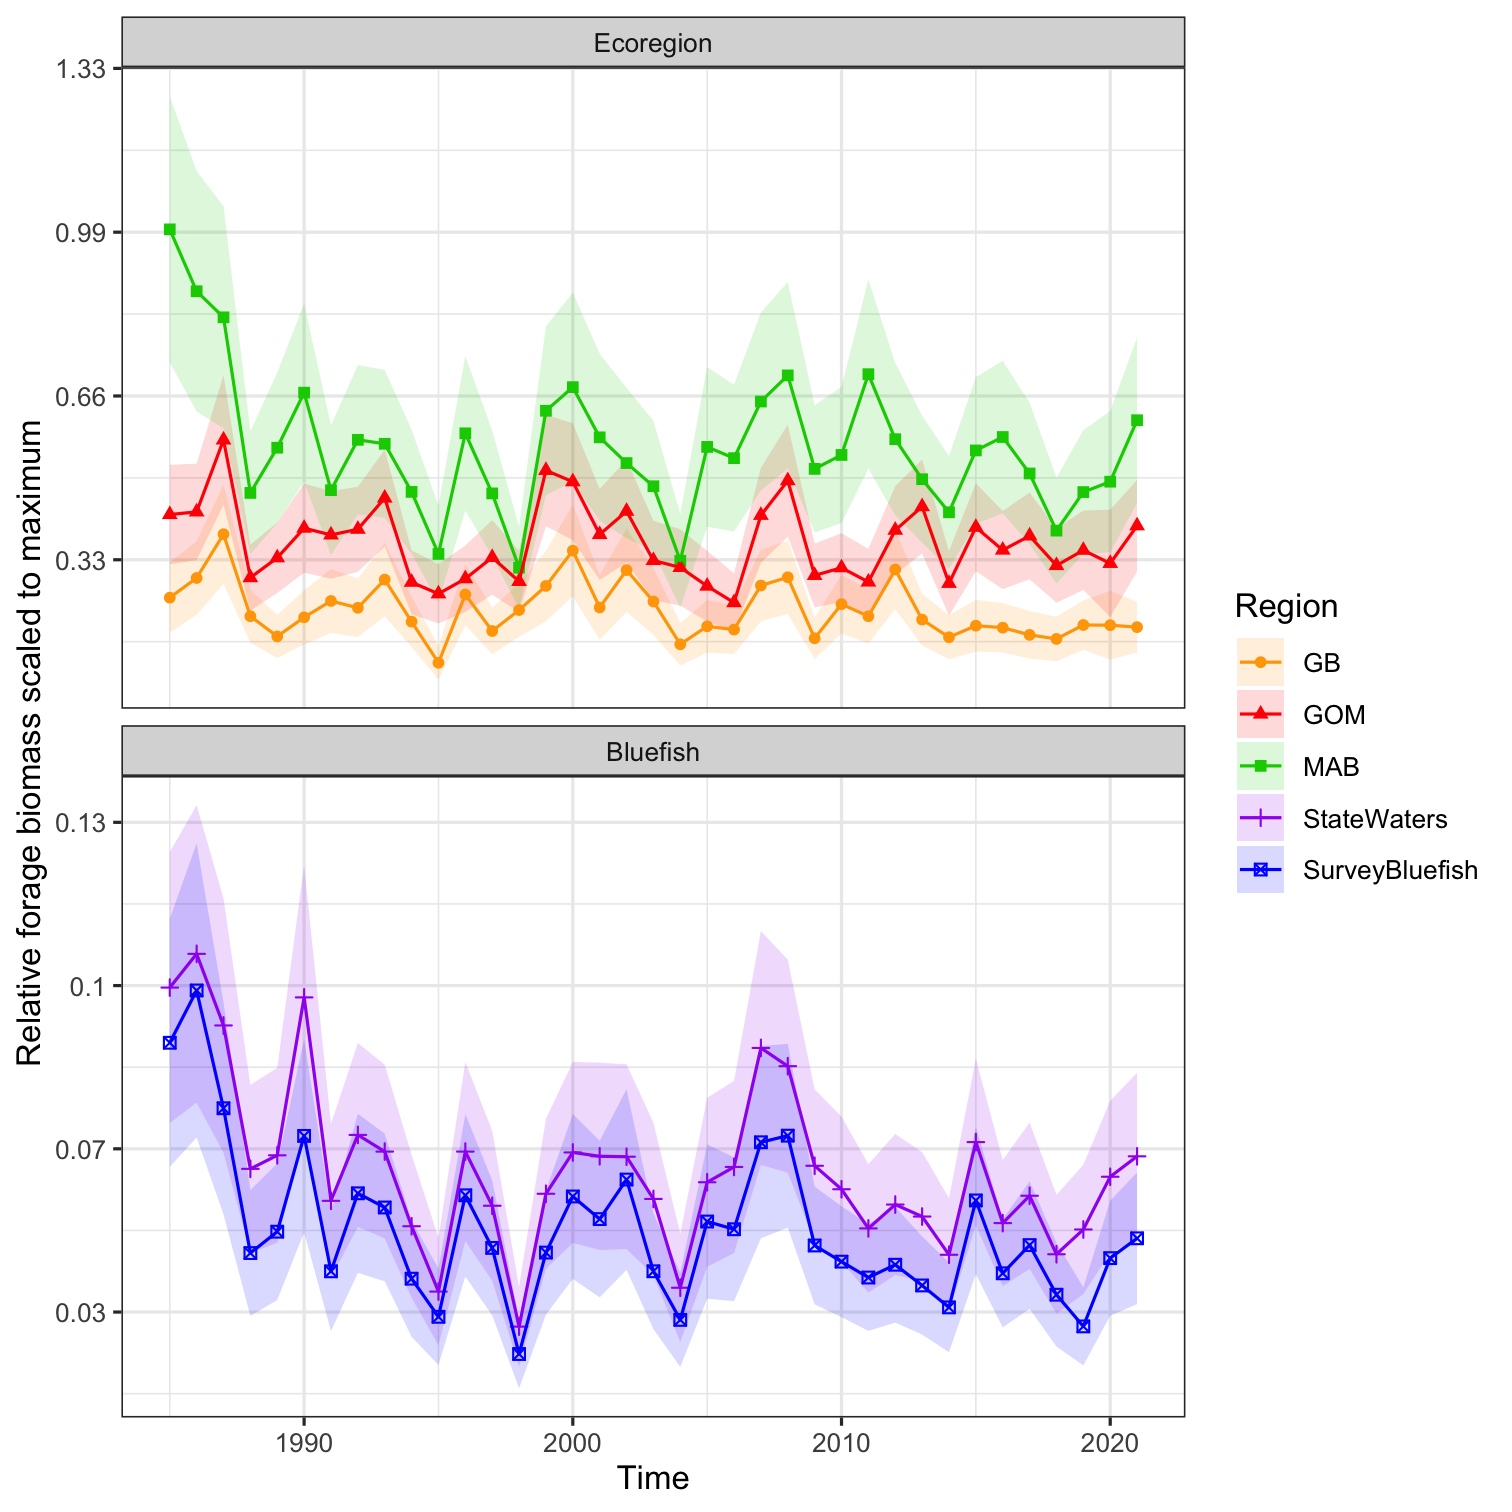 Ecoregion
1.33
0.99
0.66
0.33
Bluefish
0.13
0.1
0.07
0.03
1990
2000
2010
2020
Time
Relative forage biomass scaled to maximum
Region
GB
GOM
MAB
StateWaters
SurveyBluefish